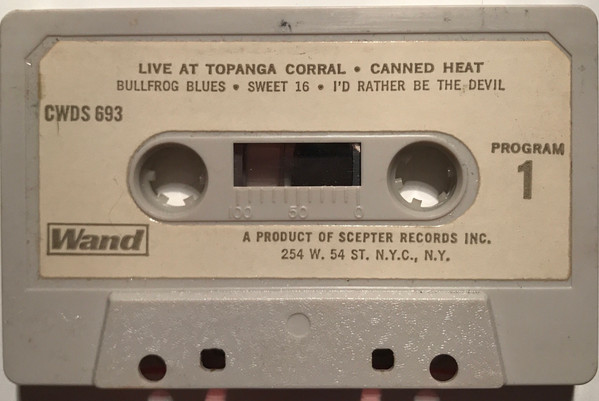 LIVE AT TOPANGA CORRAL • CANNED HEAT
BULLFROG BLUES • SWEET 16 • I'D RATHER BE THE DEVIL
CWDS 693
PROGRAM
1
100 50 0
Wand
A PRODUCT OF SCEPTER RECORDS INC.
254 W. 54 ST. N.Y.C., N.Y.